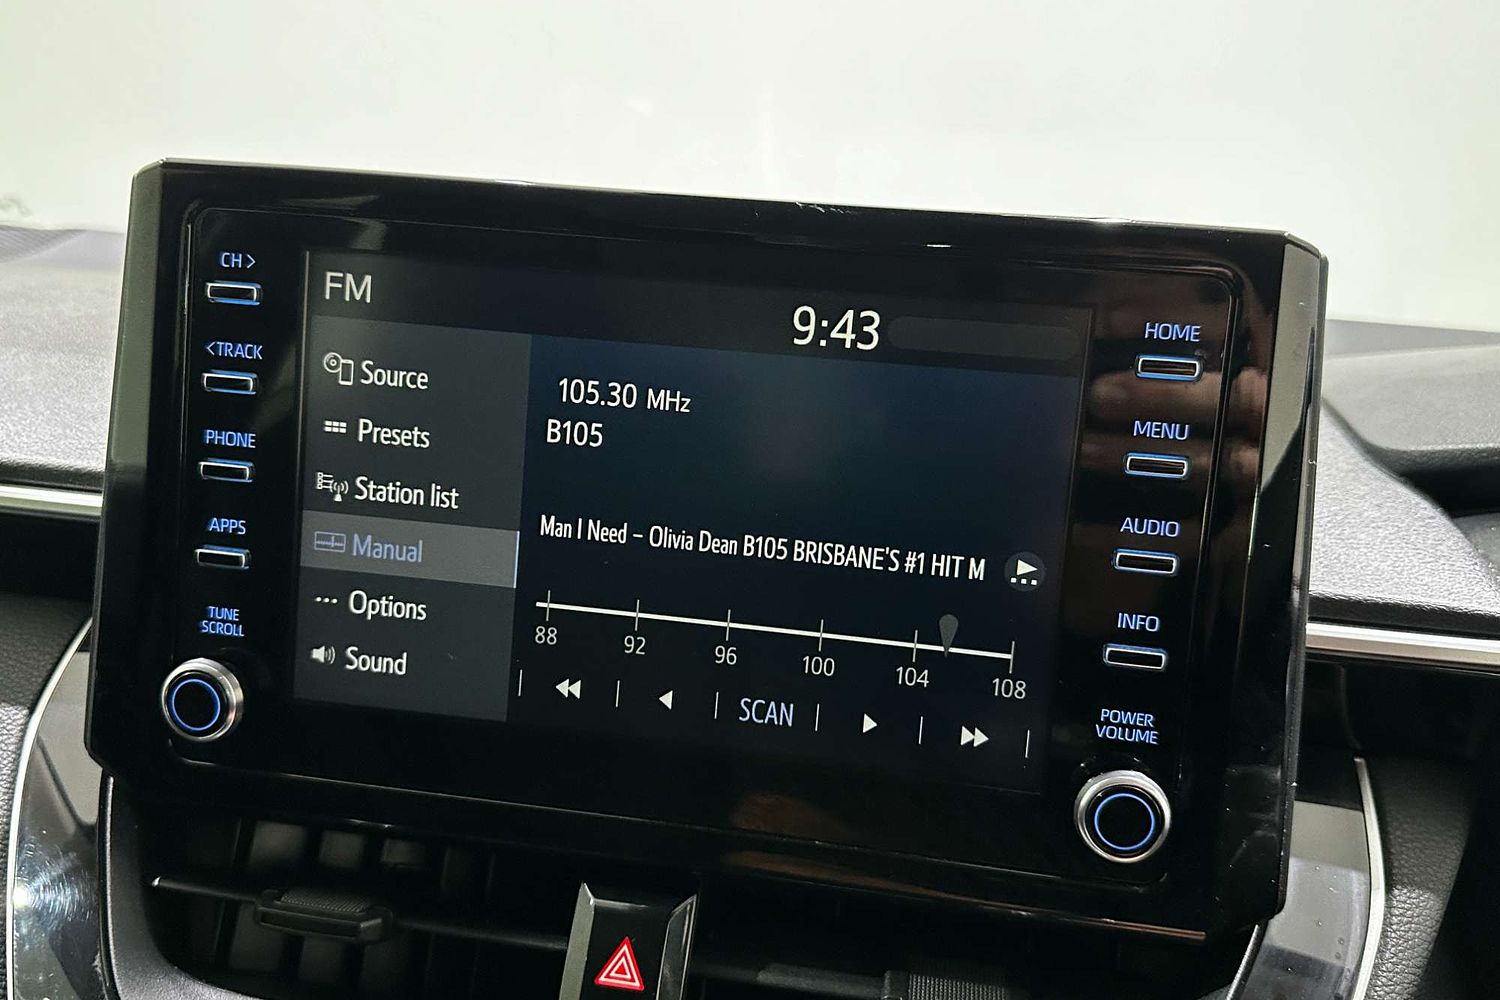 CH >
< TRACK
PHONE
APPS
TUNE
SCROLL
FM
9:43
Source
Presets
Station list
Manual
Options
Sound
105.30 MHz
B105
Man I Need – Olivia Dean B105 BRISBANE'S #1 HIT M
88 92 96 100 104 108
SCAN
HOME
MENU
AUDIO
INFO
POWER
VOLUME